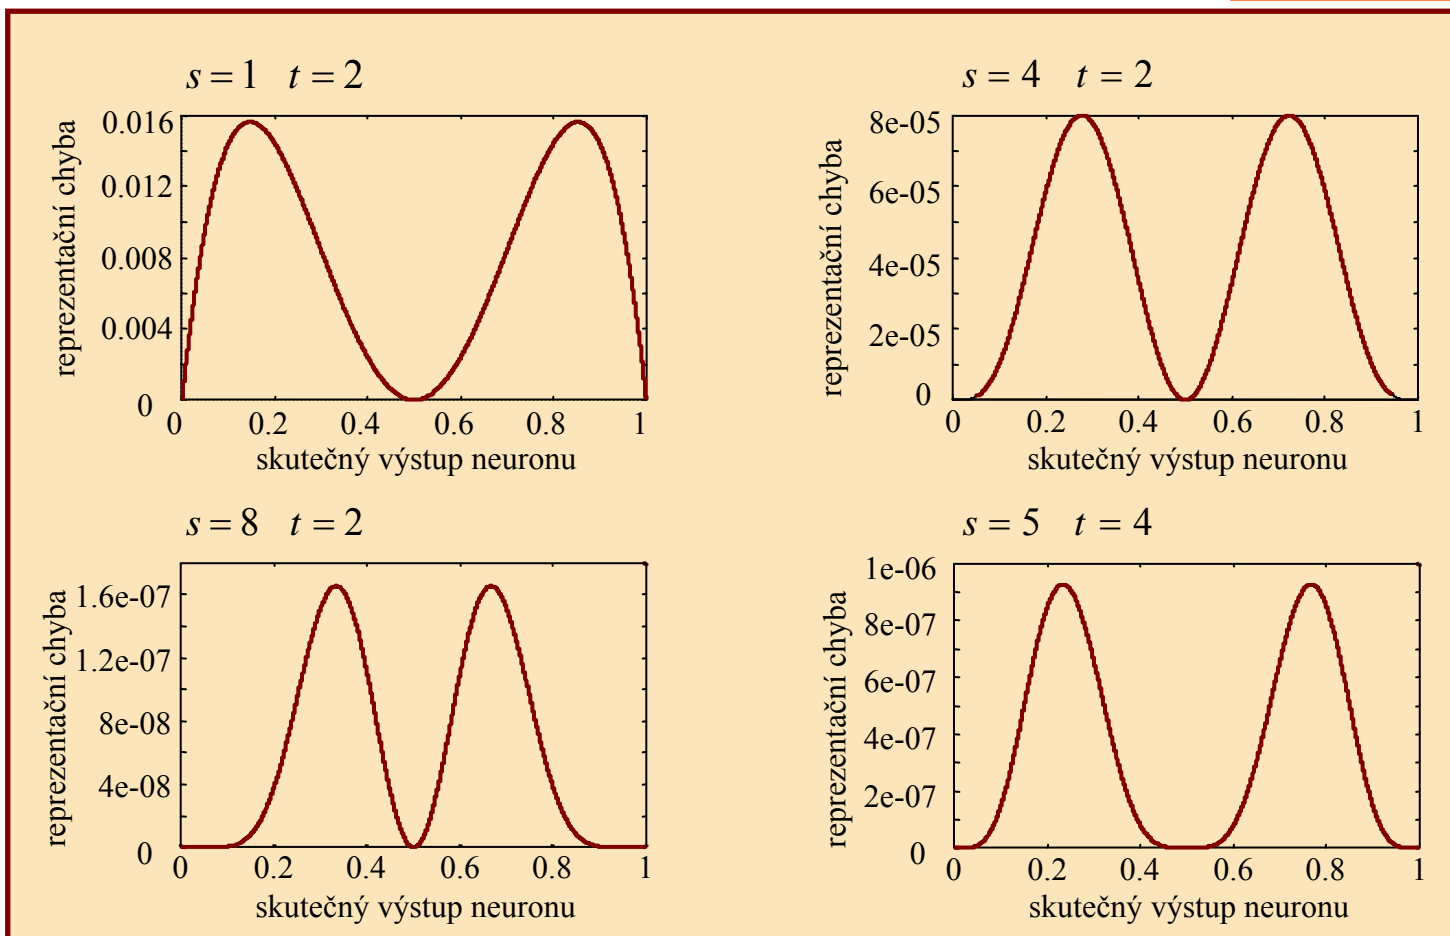 s = 1 t = 2
reprezentační chyba
0.016
0.012
0.008
0.004
0
0 0.2 0.4 0.6 0.8 1
skutečný výstup neuronu
s = 4 t = 2
reprezentační chyba
8e-05
6e-05
4e-05
2e-05
0
0 0.2 0.4 0.6 0.8 1
skutečný výstup neuronu
s = 8 t = 2
reprezentační chyba
1.6e-07
1.2e-07
8e-08
4e-08
0
0 0.2 0.4 0.6 0.8 1
skutečný výstup neuronu
s = 5 t = 4
reprezentační chyba
1e-06
8e-07
6e-07
4e-07
2e-07
0
0 0.2 0.4 0.6 0.8 1
skutečný výstup neuronu